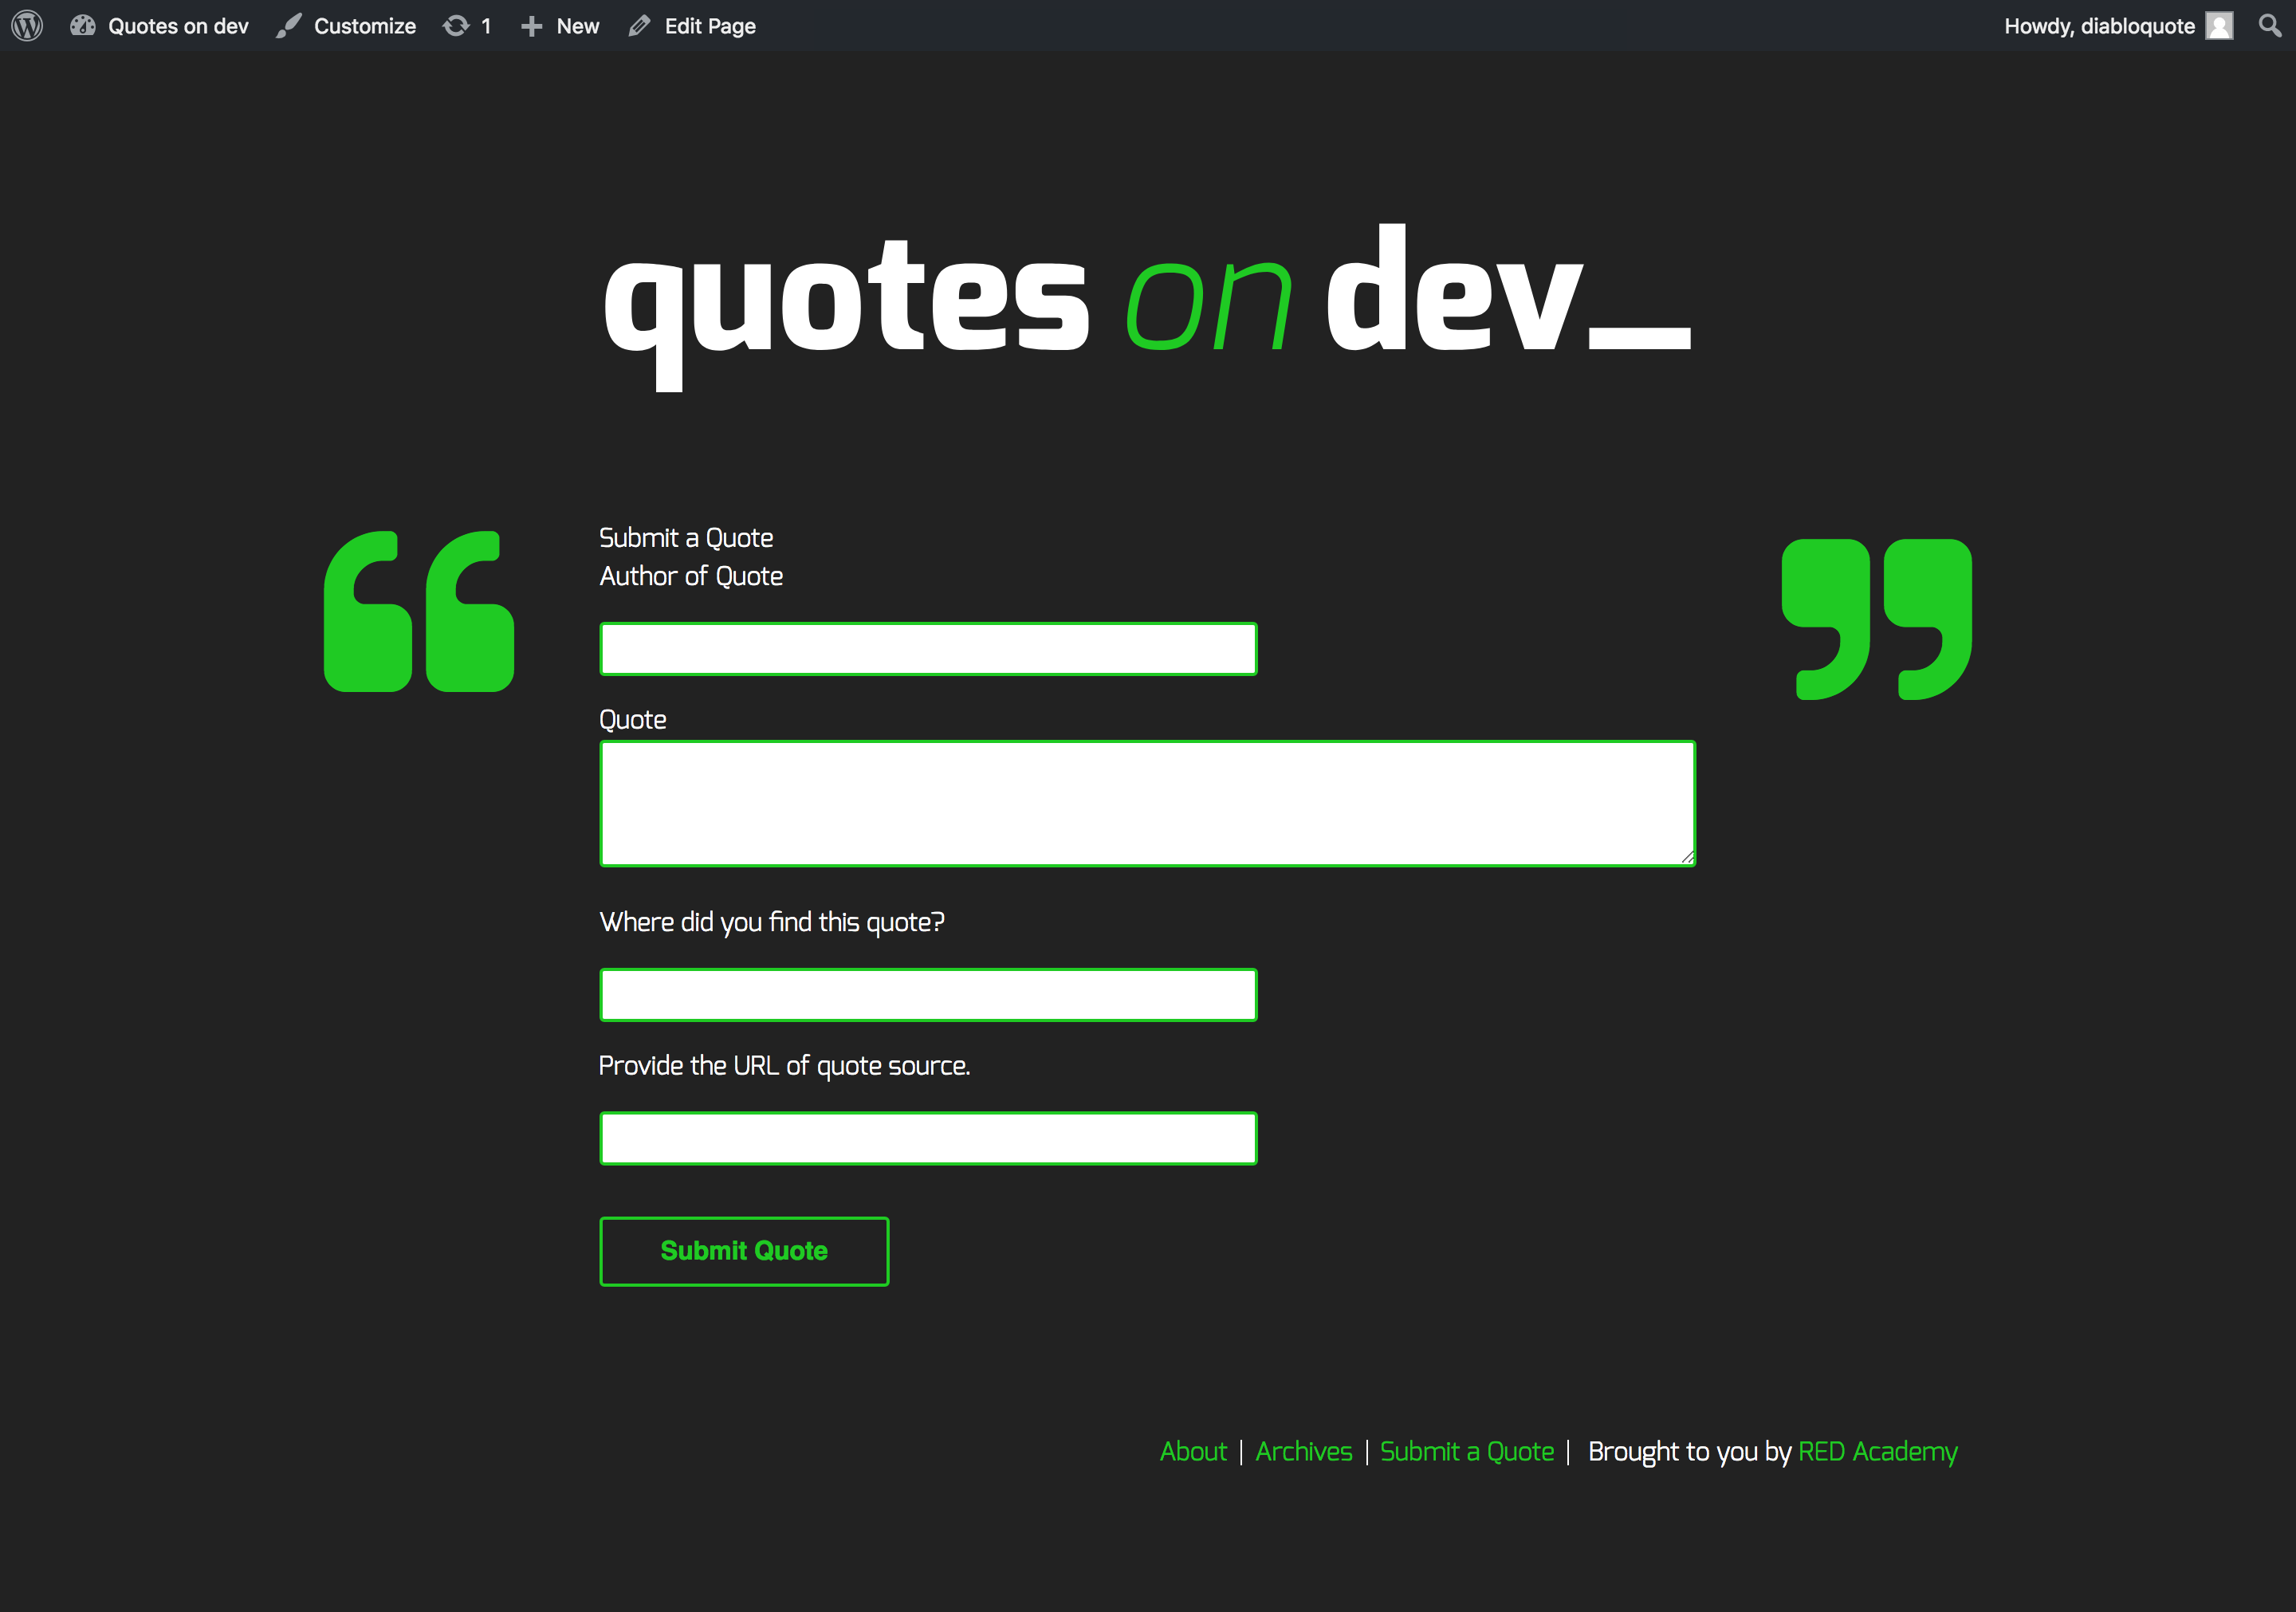 Quotes on dev Customize 1 New Edit Page Howdy, diabloquote
quotes on dev_
Submit a Quote
Author of Quote
Quote
Where did you find this quote?
Provide the URL of quote source.
Submit Quote
About | Archives | Submit a Quote | Brought to you by RED Academy